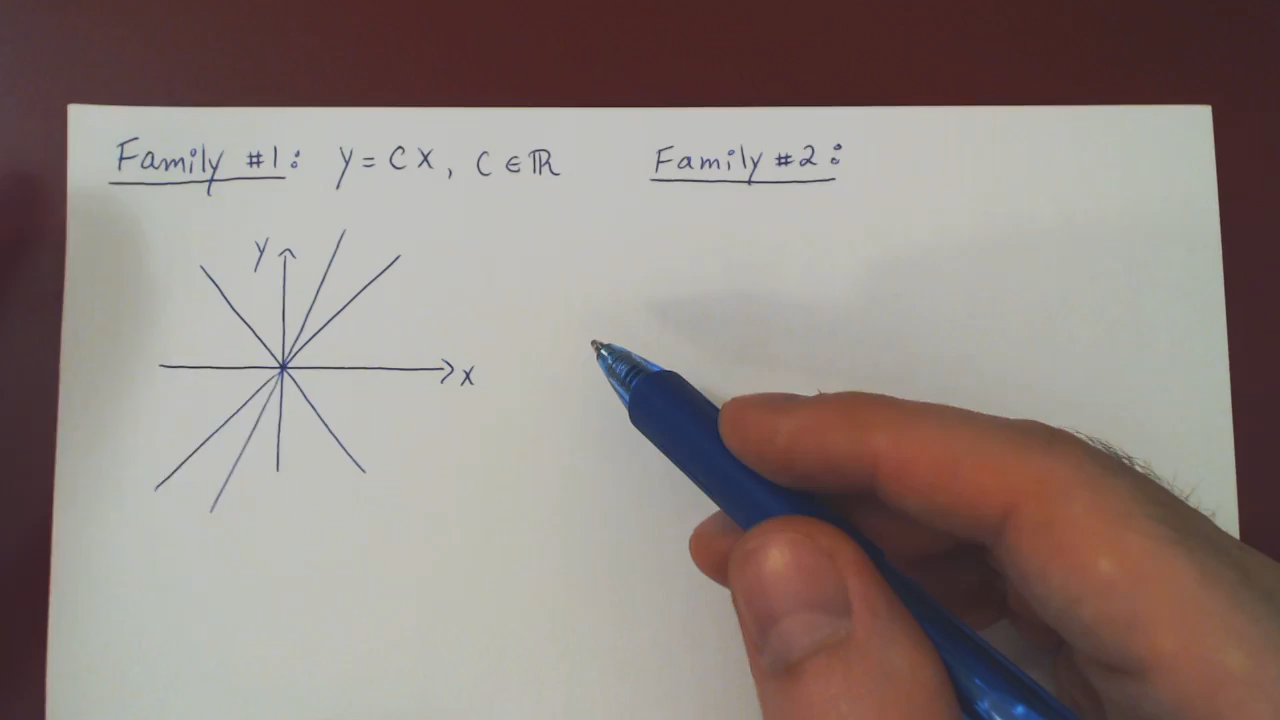 Family #1: y = cx, c ∈ ℝ
Family #2:
y
x